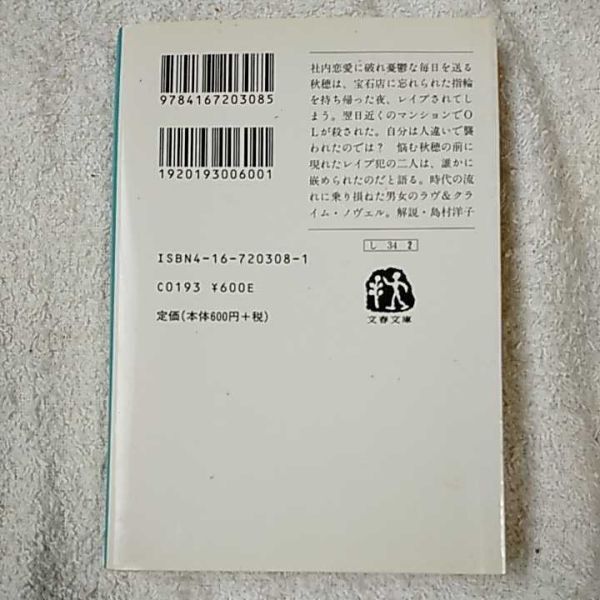 9784167203085
1920193006001
社内恋愛に破れ憂鬱な毎日を送る
秋穂は、宝石店に忘れられた指輪
を持ち帰った夜、レイプされてし
まう。翌日近くのマンションでO
Lが殺された。自分は人違いで襲
われたのでは? 悩む秋穂の前に
現れたレイプ犯の二人は、誰かに
嵌められたのだと語る。時代の流
れに乗り損ねた男女のラヴ&クラ
イム・ノヴェル。解説・島村洋子
し 34 2
ISBN4-16-720308-1
C0193 ¥600E
定価(本体600円+税)
文春文庫